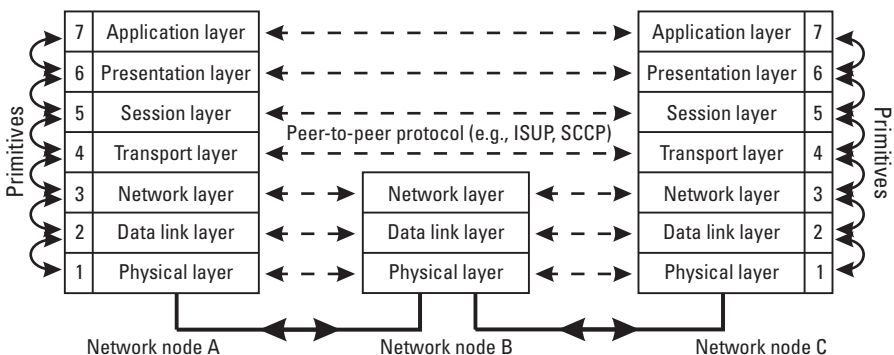 7 Application layer
Application layer 7
6 Presentation layer
Presentation layer 6
5 Session layer
Session layer 5
Peer-to-peer protocol (e.g., ISUP, SCCP)
4 Transport layer
Transport layer 4
3 Network layer
Network layer
Network layer 3
2 Data link layer
Data link layer
Data link layer 2
1 Physical layer
Physical layer
Physical layer 1
Primitives
Primitives
Network node A
Network node B
Network node C